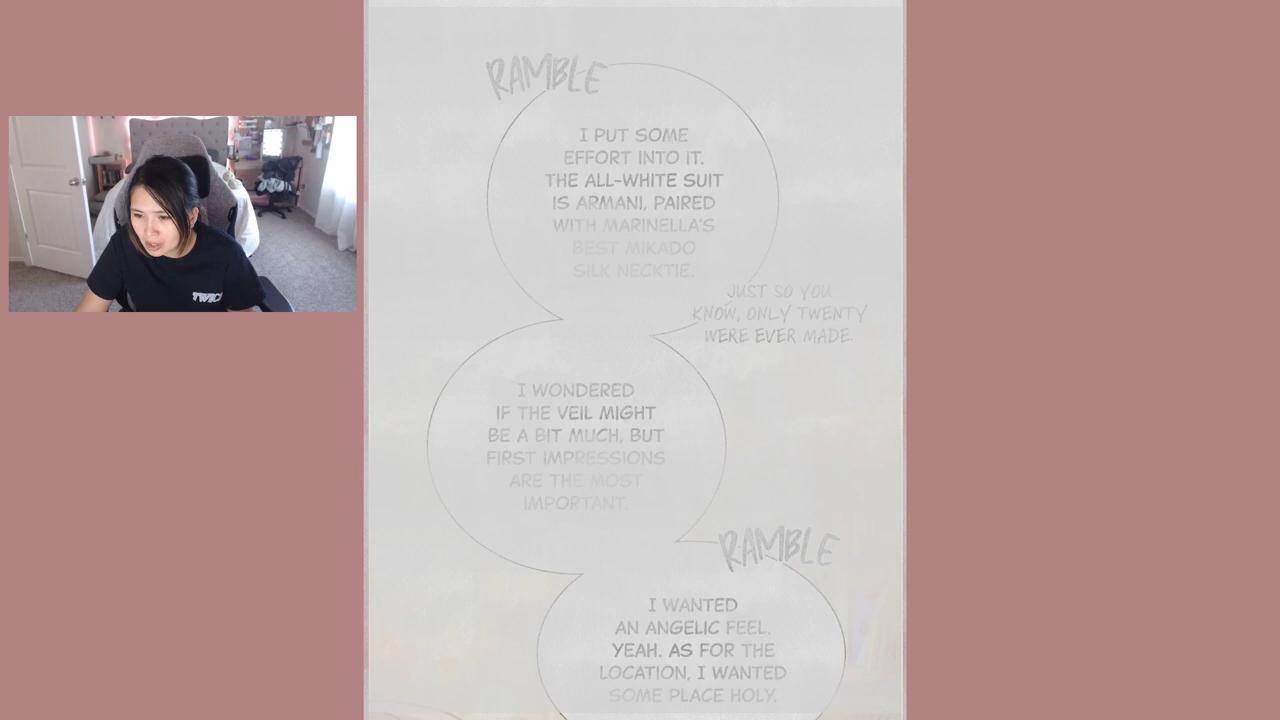 RAMBLE
I PUT SOME
EFFORT INTO IT.
THE ALL-WHITE SUIT
IS ARMANI, PAIRED
WITH MARINELLA'S
BEST MIKADO
SILK NECKTIE.
JUST SO YOU
KNOW, ONLY TWENTY
WERE EVER MADE.
I WONDERED
IF THE VEIL MIGHT
BE A BIT MUCH, BUT
FIRST IMPRESSIONS
ARE THE MOST
IMPORTANT.
RAMBLE
I WANTED
AN ANGELIC FEEL.
YEAH. AS FOR THE
LOCATION, I WANTED
SOME PLACE HOLY.